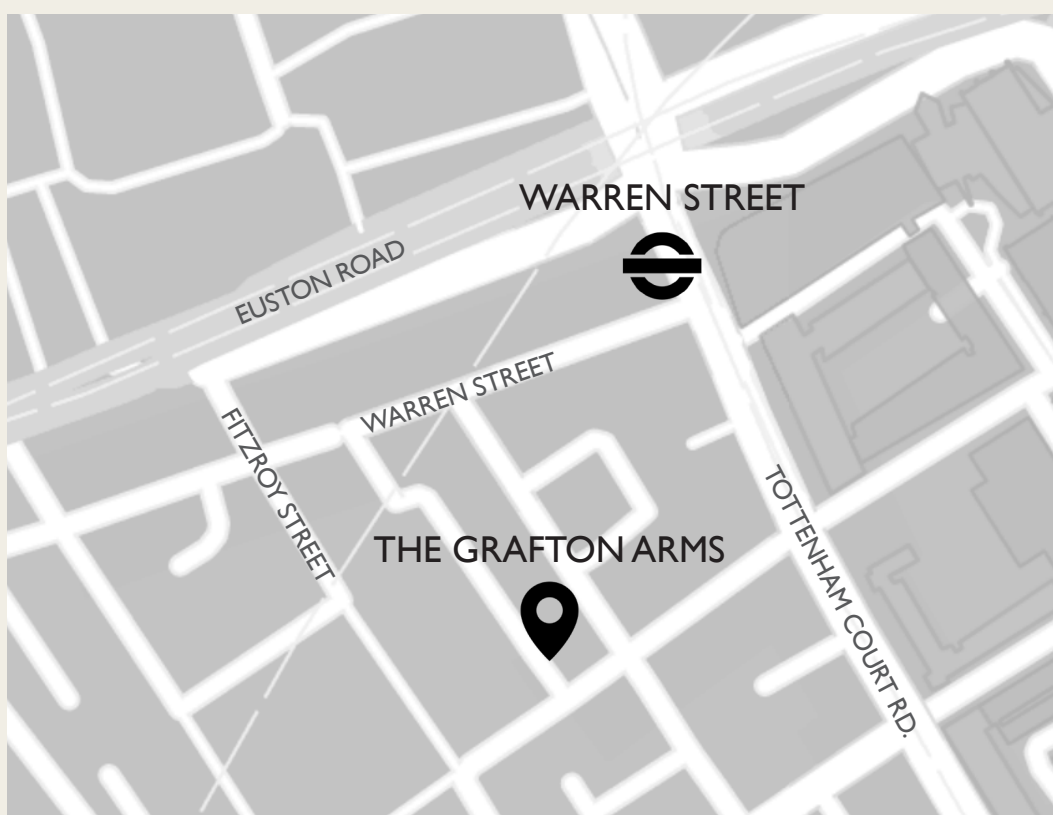 WARREN STREET
EUSTON ROAD
WARREN STREET
FITZROY STREET
THE GRAFTON ARMS
TOTTENHAM COURT RD.